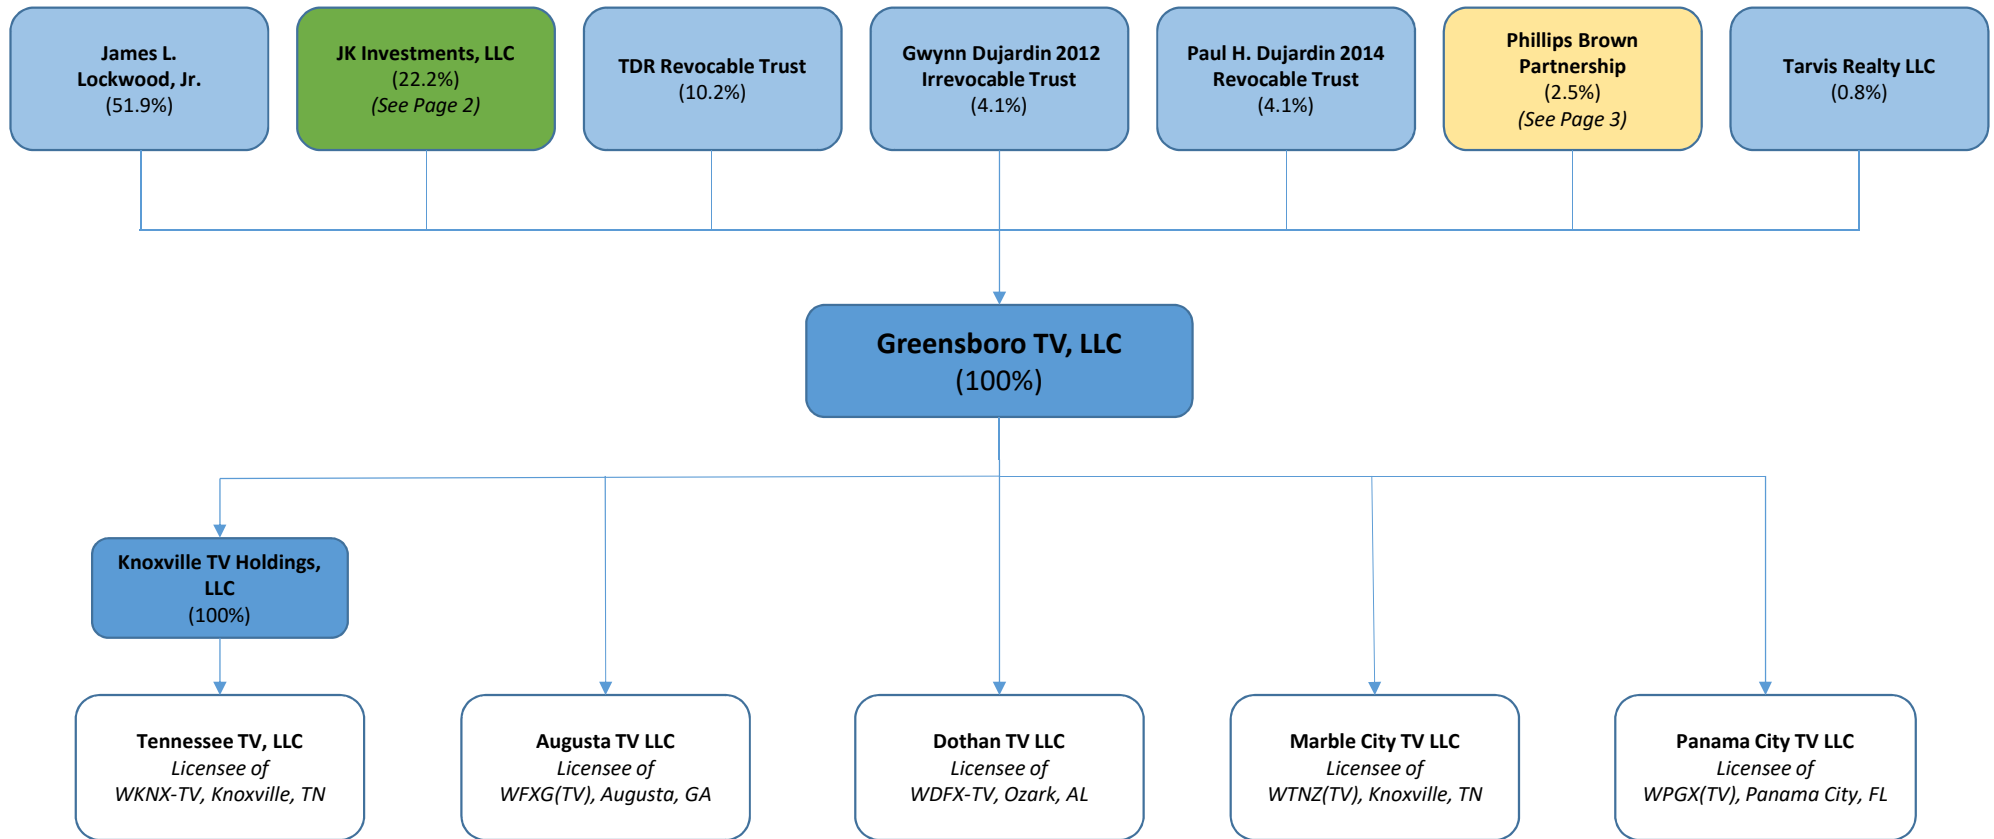 James L.
Lockwood, Jr.
(51.9%)
JK Investments, LLC
(22.2%)
(See Page 2)
TDR Revocable Trust
(10.2%)
Gwynn Dujardin 2012
Irrevocable Trust
(4.1%)
Paul H. Dujardin 2014
Revocable Trust
(4.1%)
Phillips Brown
Partnership
(2.5%)
(See Page 3)
Tarvis Realty LLC
(0.8%)
Greensboro TV, LLC
(100%)
Knoxville TV Holdings,
LLC
(100%)
Tennessee TV, LLC
Licensee of
WKNX-TV, Knoxville, TN
Augusta TV LLC
Licensee of
WFXG(TV), Augusta, GA
Dothan TV LLC
Licensee of
WDFX-TV, Ozark, AL
Marble City TV LLC
Licensee of
WTNZ(TV), Knoxville, TN
Panama City TV LLC
Licensee of
WPGX(TV), Panama City, FL